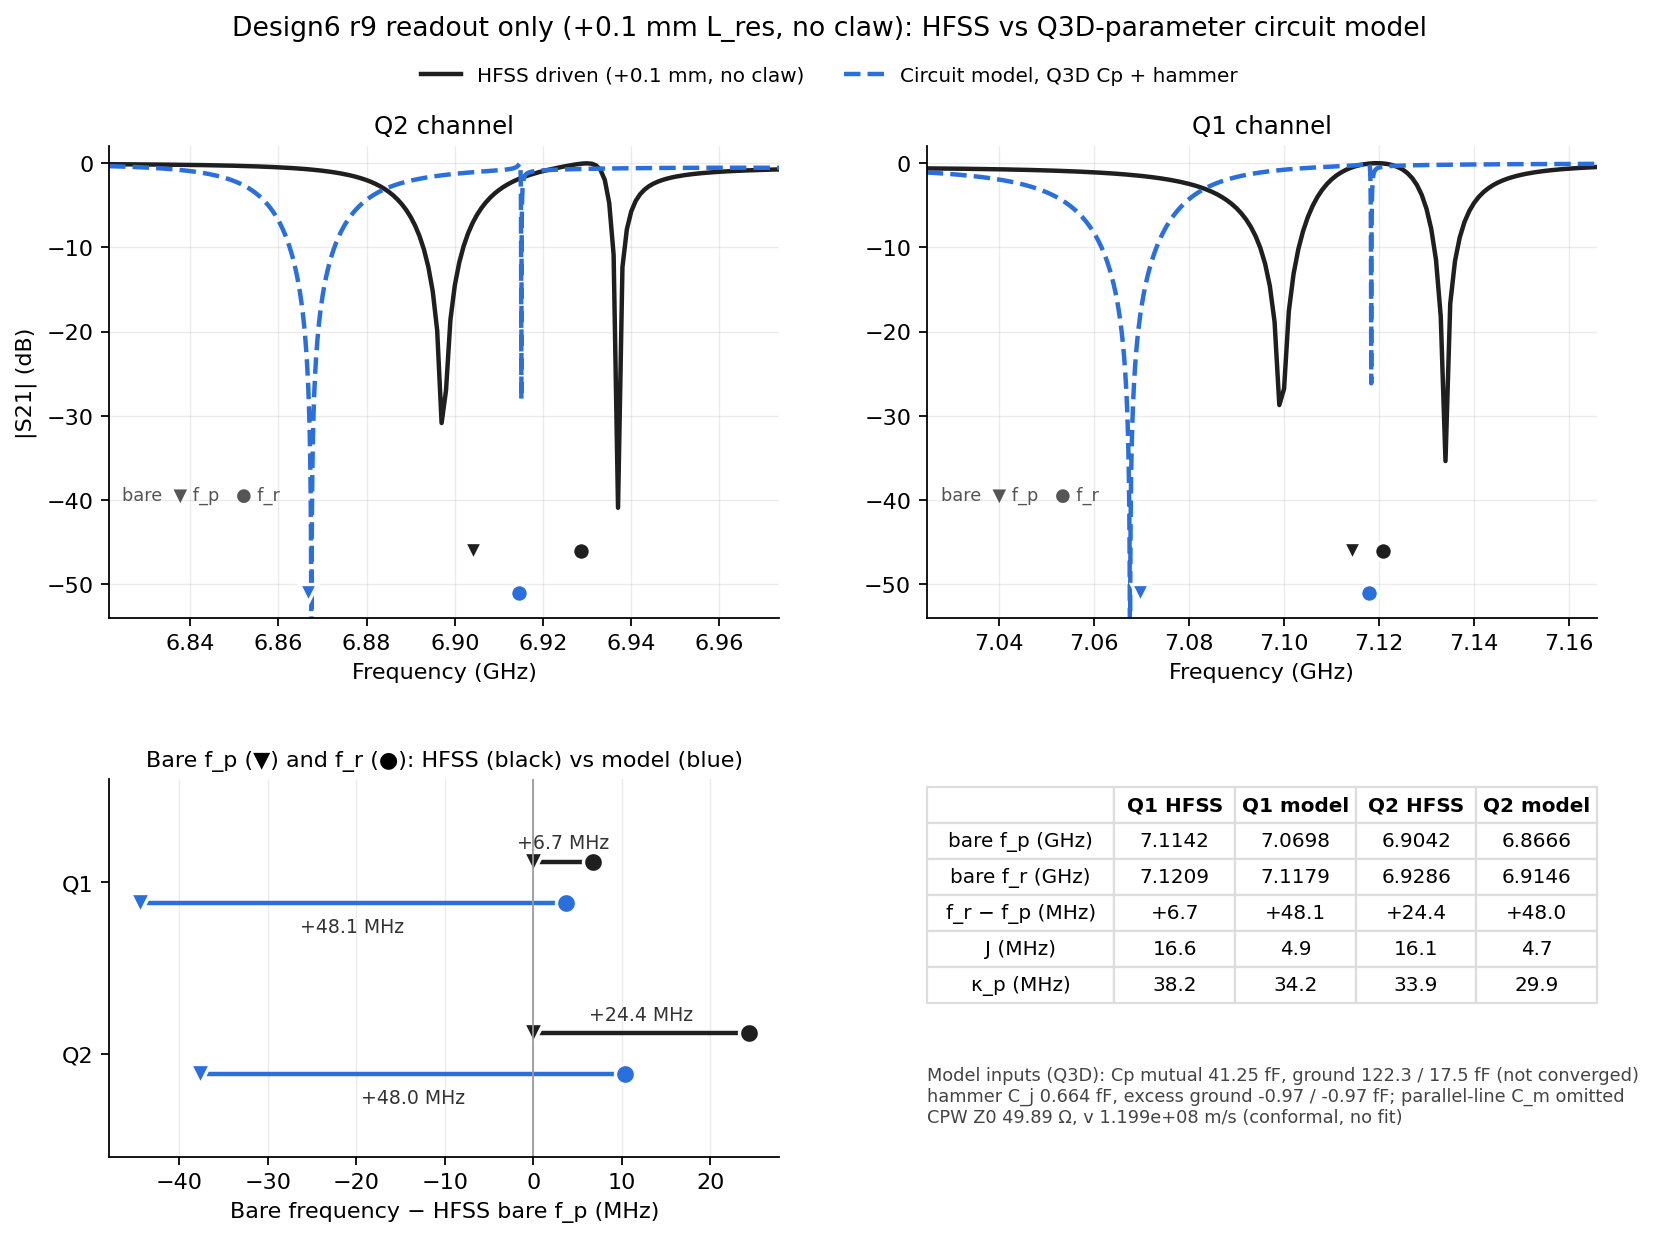 Design6 r9 readout only (+0.1 mm L_res, no claw): HFSS vs Q3D-parameter circuit model
HFSS driven (+0.1 mm, no claw)
Circuit model, Q3D Cp + hammer
Q2 channel
0
−10
−20
−30
−40
−50
|S21| (dB)
bare ▼ f_p ● f_r
6.84 6.86 6.88 6.90 6.92 6.94 6.96
Frequency (GHz)
Q1 channel
0
−10
−20
−30
−40
−50
bare ▼ f_p ● f_r
7.04 7.06 7.08 7.10 7.12 7.14 7.16
Frequency (GHz)
Bare f_p (▼) and f_r (●): HFSS (black) vs model (blue)
+6.7 MHz
Q1
+48.1 MHz
+24.4 MHz
Q2
+48.0 MHz
−40 −30 −20 −10 0 10 20
Bare frequency − HFSS bare f_p (MHz)
Q1 HFSS Q1 model Q2 HFSS Q2 model
bare f_p (GHz) 7.1142 7.0698 6.9042 6.8666
bare f_r (GHz) 7.1209 7.1179 6.9286 6.9146
f_r − f_p (MHz) +6.7 +48.1 +24.4 +48.0
J (MHz) 16.6 4.9 16.1 4.7
κ_p (MHz) 38.2 34.2 33.9 29.9
Model inputs (Q3D): Cp mutual 41.25 fF, ground 122.3 / 17.5 fF (not converged)
hammer C_j 0.664 fF, excess ground -0.97 / -0.97 fF; parallel-line C_m omitted
CPW Z0 49.89 Ω, v 1.199e+08 m/s (conformal, no fit)